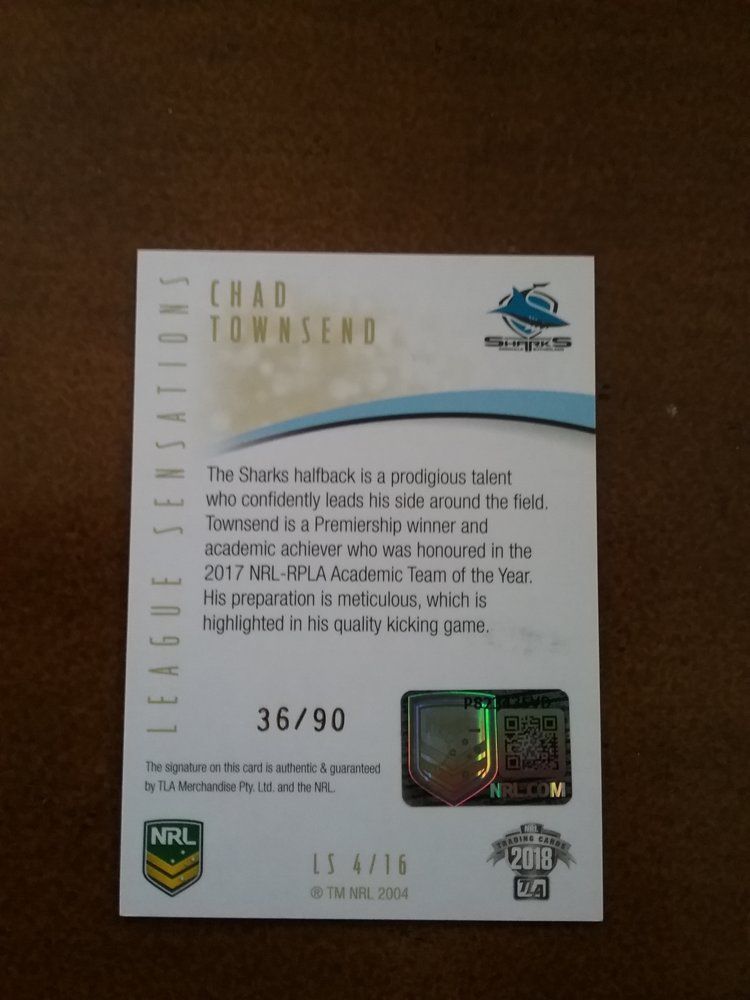 LEAGUE SENSATIONS
CHAD
TOWNSEND
SHARKS
The Sharks halfback is a prodigious talent
who confidently leads his side around the field.
Townsend is a Premiership winner and
academic achiever who was honoured in the
2017 NRL-RPLA Academic Team of the Year.
His preparation is meticulous, which is
highlighted in his quality kicking game.
36/90
NRL.COM
The signature on this card is authentic & guaranteed
by TLA Merchandise Pty. Ltd. and the NRL.
NRL
LS 4/16
® TM NRL 2004
NRL
TRADING CARDS
2018
TLA